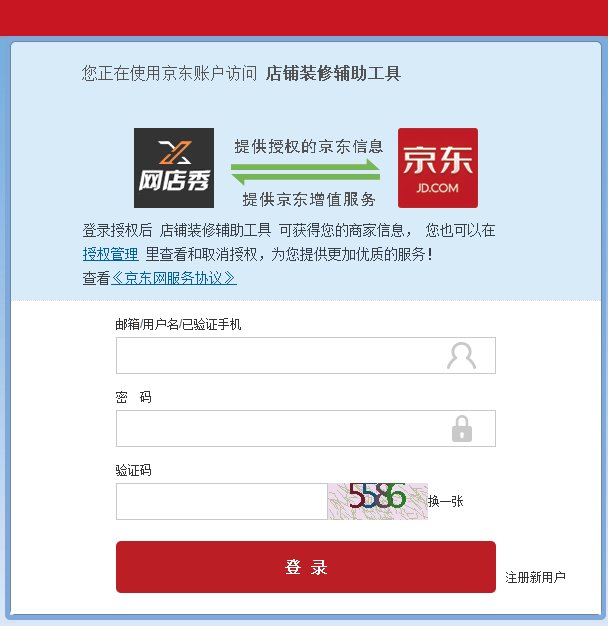 您正在使用京东账户访问 店铺装修辅助工具
提供授权的京东信息
网店秀
京东
JD.COM
提供京东增值服务
登录授权后 店铺装修辅助工具 可获得您的商家信息， 您也可以在
授权管理 里查看和取消授权，为您提供更加优质的服务！
查看《京东网服务协议》
邮箱/用户名/已验证手机
密 码
验证码
5586
换一张
登 录
注册新用户